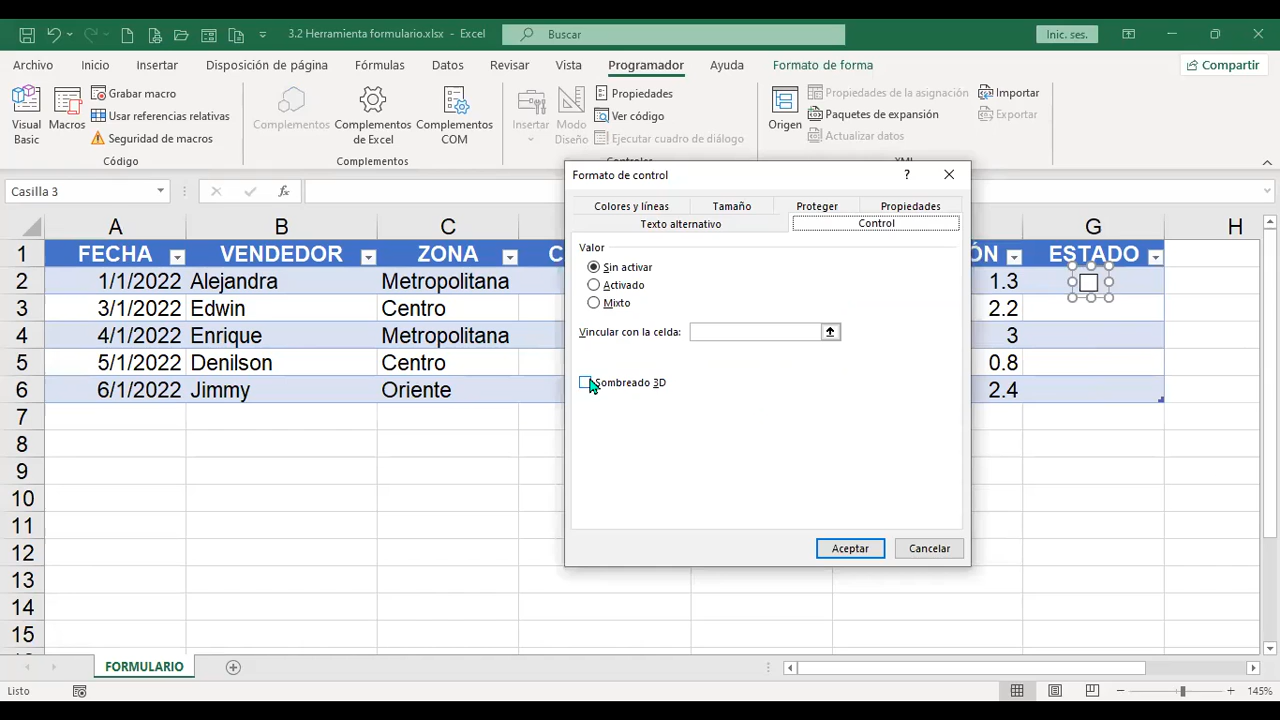 3.2 Herramienta formulario.xlsx - Excel
Buscar
Inic. ses.
Archivo Inicio Insertar Disposición de página Fórmulas Datos Revisar Vista Programador Ayuda Formato de forma Compartir
Visual Basic
Macros
Grabar macro
Usar referencias relativas
Seguridad de macros
Código
Complementos
Complementos de Excel
Complementos COM
Complementos
Insertar
Modo Diseño
Propiedades
Ver código
Ejecutar cuadro de diálogo
Origen
Propiedades de la asignación
Paquetes de expansión
Actualizar datos
Importar
Exportar
Casilla 3
fx
Formato de control
?
Colores y líneas Tamaño Proteger Propiedades
Texto alternativo Control
Valor
Sin activar
Activado
Mixto
Vincular con la celda:
Sombreado 3D
Aceptar Cancelar
A B C G H
1 FECHA VENDEDOR ZONA C ÓN ESTADO
2 1/1/2022 Alejandra Metropolitana 1.3
3 3/1/2022 Edwin Centro 2.2
4 4/1/2022 Enrique Metropolitana 3
5 5/1/2022 Denilson Centro 0.8
6 6/1/2022 Jimmy Oriente 2.4
7
8
9
10
11
12
13
14
15
FORMULARIO
Listo
145%